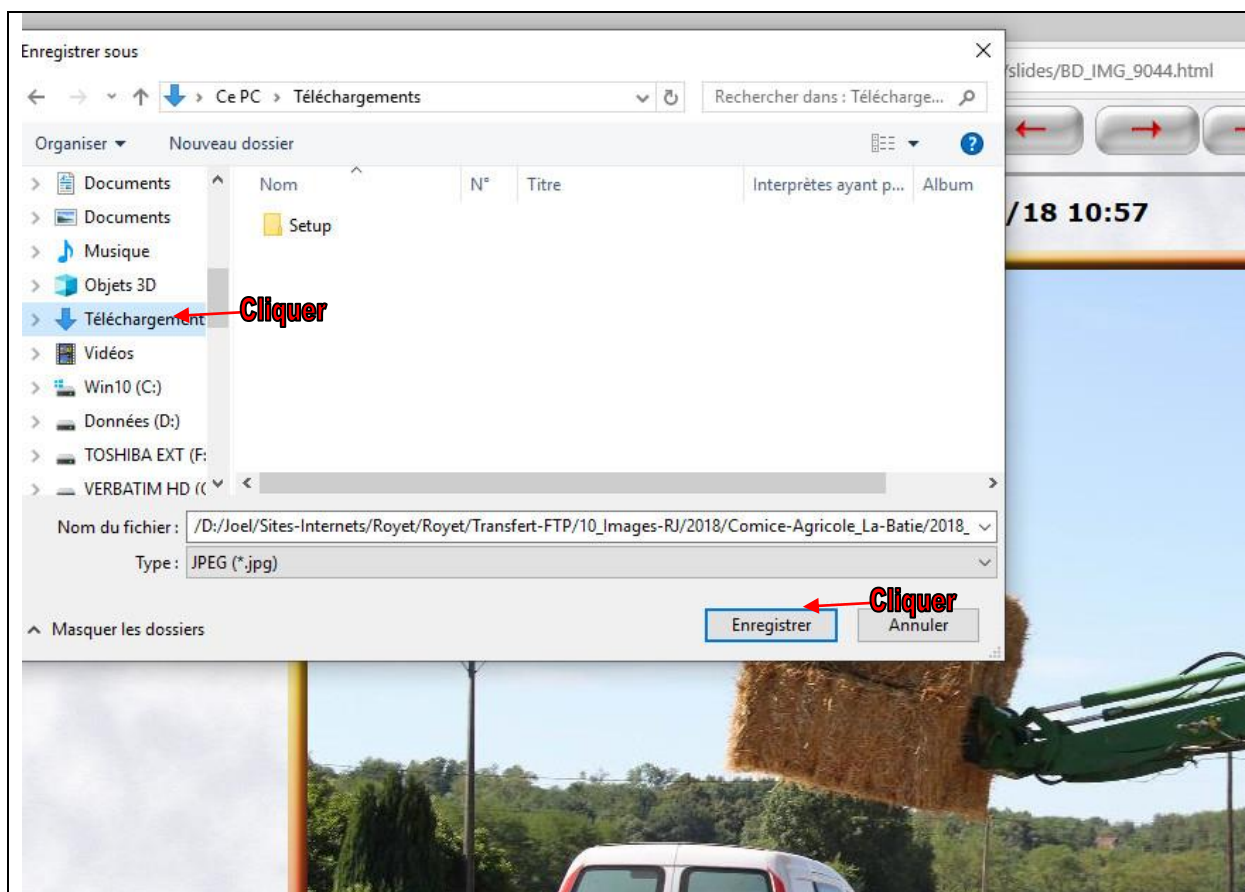 Enregistrer sous
/slides/BD_IMG_9044.html
Ce PC > Téléchargements
Rechercher dans : Télécharge...
Organiser
Nouveau dossier
/18 10:57
Nom N° Titre Interprètes ayant p... Album
Documents
Documents
Musique
Objets 3D
Téléchargement
Vidéos
Win10 (C:)
Données (D:)
TOSHIBA EXT (F:
VERBATIM HD ((
Setup
Cliquer
Nom du fichier : /D:/Joel/Sites-Internets/Royet/Royet/Transfert-FTP/10_Images-RJ/2018/Comice-Agricole_La-Batie/2018_
Type : JPEG (*.jpg)
Cliquer
Masquer les dossiers
Enregistrer
Annuler